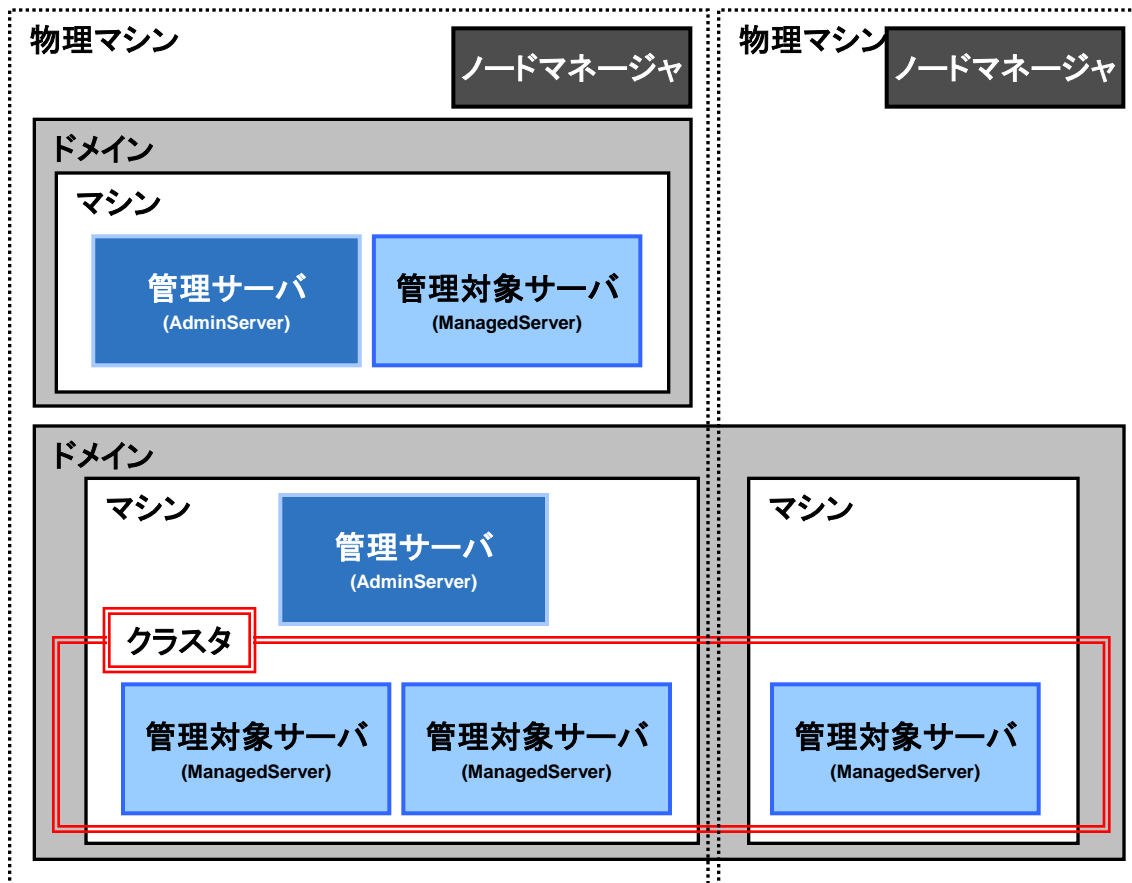 物理マシン
ノードマネージャ
物理マシン
ノードマネージャ
ドメイン
マシン
管理サーバ
(AdminServer)
管理対象サーバ
(ManagedServer)
ドメイン
マシン
管理サーバ
(AdminServer)
マシン
クラスタ
管理対象サーバ
(ManagedServer)
管理対象サーバ
(ManagedServer)
管理対象サーバ
(ManagedServer)